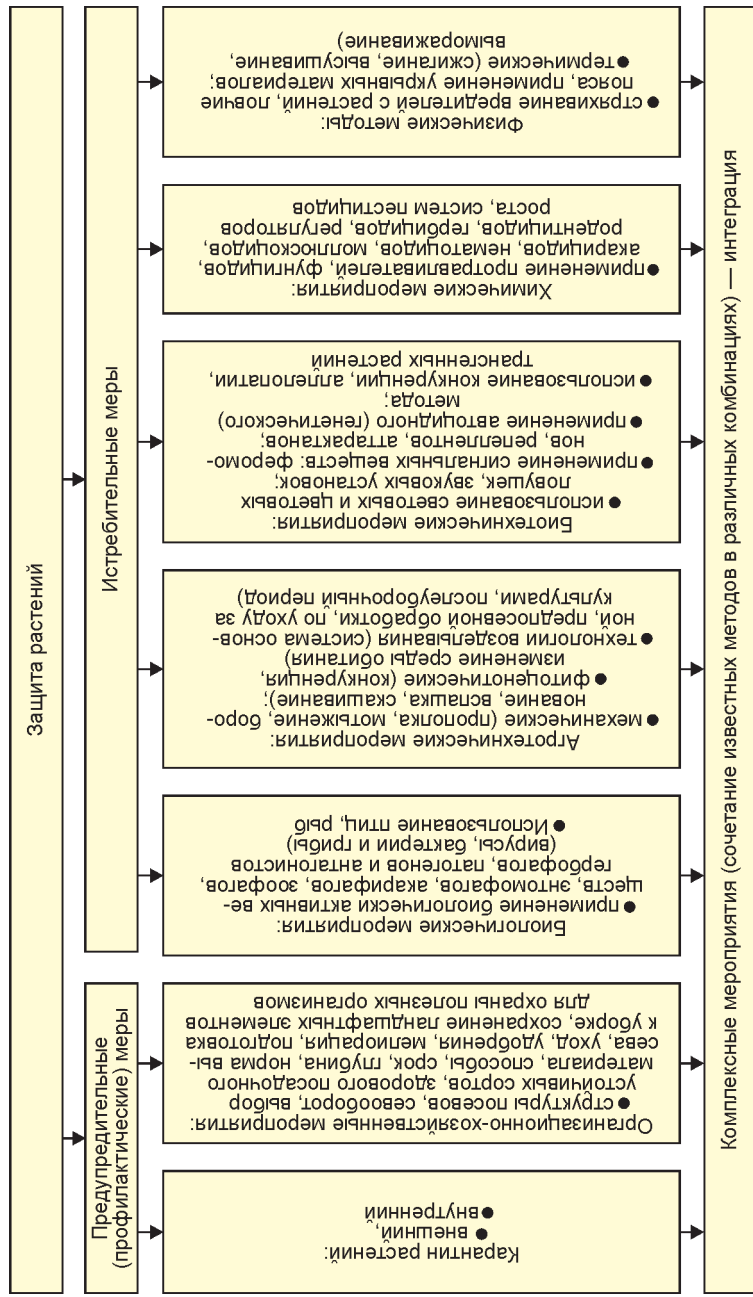 Защита растений
Предупредительные
(профилактические) меры
Истребительные меры
Карантин растений:
● внешний,
● внутренний
Организационно-хозяйственные мероприятия:
● структуры посевов, севооборот, выбор
устойчивых сортов, здорового посадочного
материала, способы, срок, глубина, норма вы-
сева, уход, удобрения, мелиорация, подготовка
к уборке, сохранение ландшафтных элементов
для охраны полезных организмов
Биологические мероприятия:
● применение биологически активных ве-
ществ, энтомофагов, акарифагов, зоофагов,
гербофагов, патогенов и антагонистов
(вирусы, бактерии и грибы)
● Использование птиц, рыб
Агротехнические мероприятия:
● механические (прополка, мотыжение, боро-
нование, вспашка, скашивание);
● фитоценотические (конкуренция,
изменение среды обитания)
● технологии возделывания (система основ-
ной, предпосевной обработки, по уходу за
культурами, послеуборочный период)
Биотехнические мероприятия:
● использование световых и цветовых
ловушек, звуковых установок;
● применение сигнальных веществ: феромо-
нов, репеллентов, аттарактанов;
● применение автоцидного (генетического)
метода;
● использование конкуренции, аллелопатии,
трансгенных растений
Химические мероприятия:
● применение протравливателей, фунгицидов,
акарицидов, нематоцидов, моллюскоцидов,
родентицидов, гербицидов, регуляторов
роста, систем пестицидов
Физические методы:
● стряхивание вредителей с растений, ловчие
пояса, применение укрывных материалов;
● термические (сжигание, высушивание,
вымораживание)
Комплексные мероприятия (сочетание известных методов в различных комбинациях) — интеграция